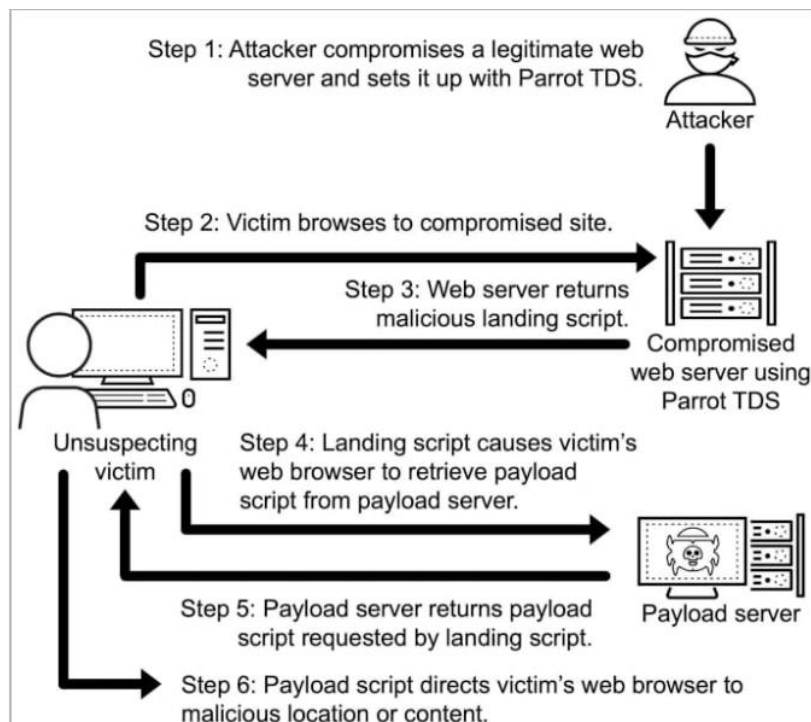 Step 1: Attacker compromises a legitimate web
server and sets it up with Parrot TDS.
Attacker
Step 2: Victim browses to compromised site.
Step 3: Web server returns
malicious landing script.
Compromised
web server using
Parrot TDS
Unsuspecting
victim
Step 4: Landing script causes victim's
web browser to retrieve payload
script from payload server.
Payload server
Step 5: Payload server returns payload
script requested by landing script.
Step 6: Payload script directs victim's web browser to
malicious location or content.